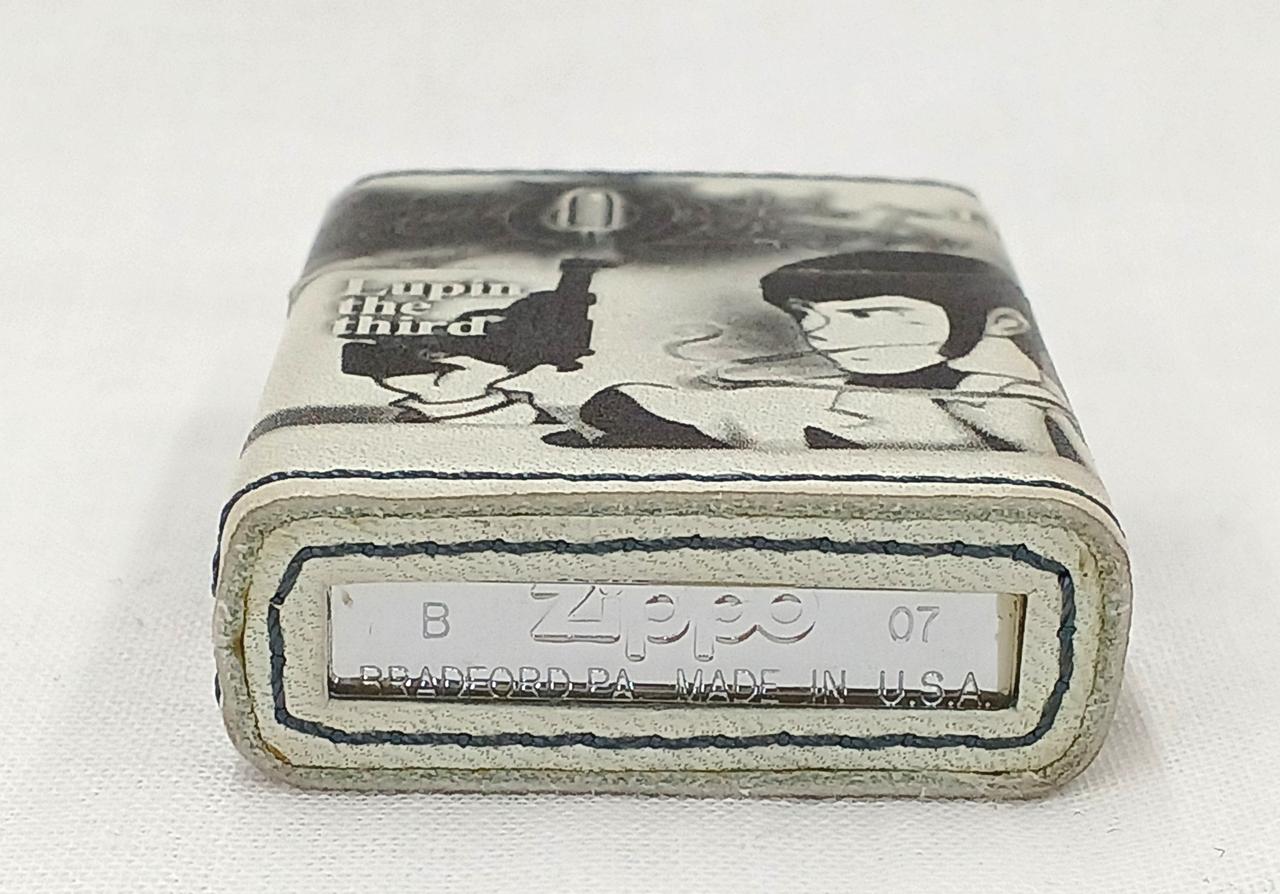 Lupin
the
third
B Zippo 07
BRADFORD.PA MADE IN U.S.A.